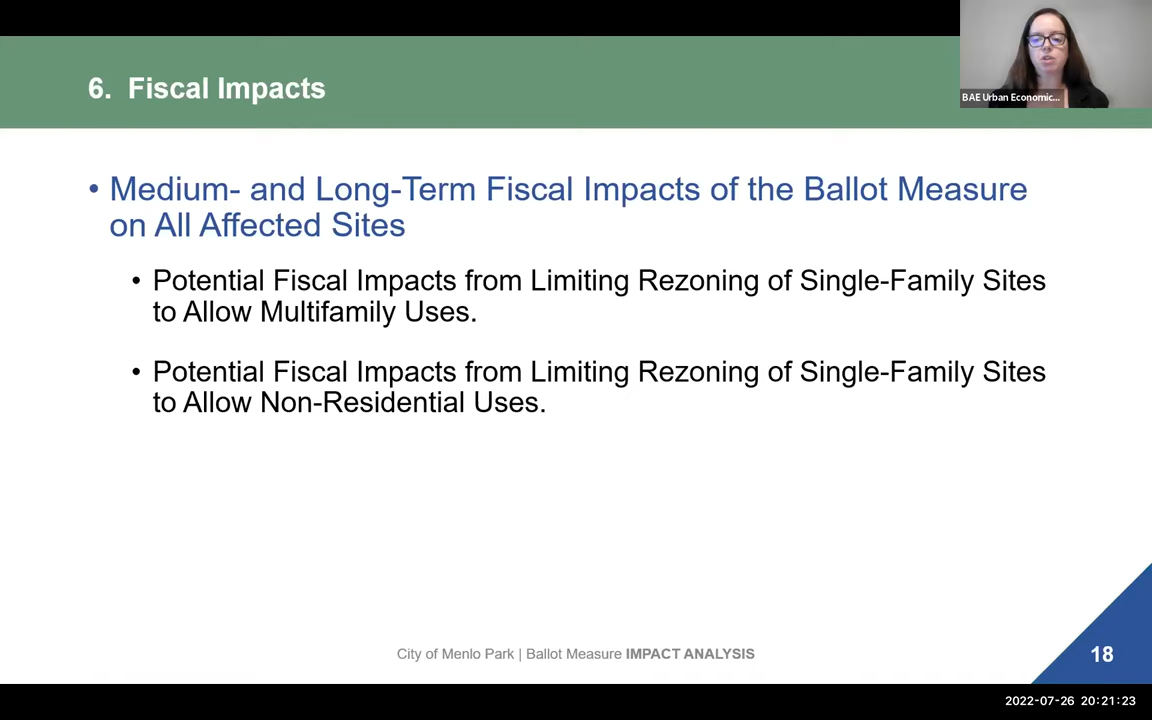 6. Fiscal Impacts
BAE Urban Economic...
• Medium- and Long-Term Fiscal Impacts of the Ballot Measure
on All Affected Sites
• Potential Fiscal Impacts from Limiting Rezoning of Single-Family Sites
to Allow Multifamily Uses.
• Potential Fiscal Impacts from Limiting Rezoning of Single-Family Sites
to Allow Non-Residential Uses.
City of Menlo Park | Ballot Measure IMPACT ANALYSIS
18
2022-07-26 20:21:23